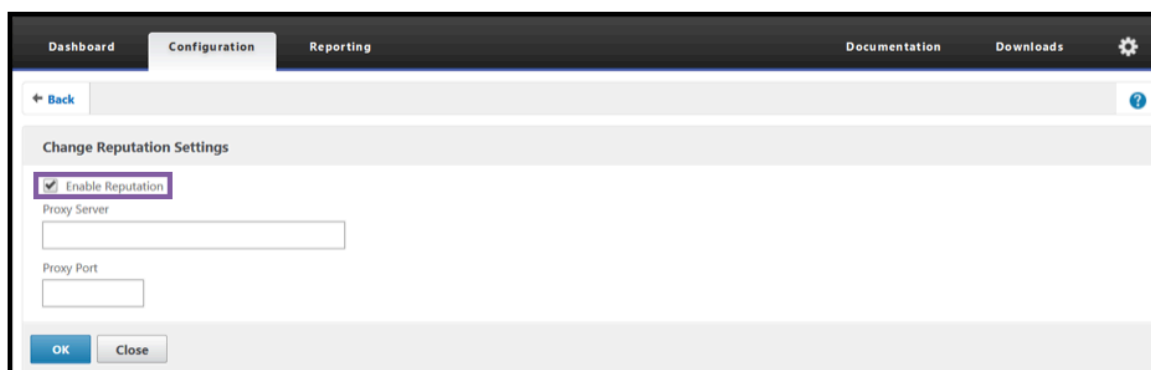 Dashboard Configuration Reporting Documentation Downloads
Back ?
Change Reputation Settings
Enable Reputation
Proxy Server
Proxy Port
OK Close